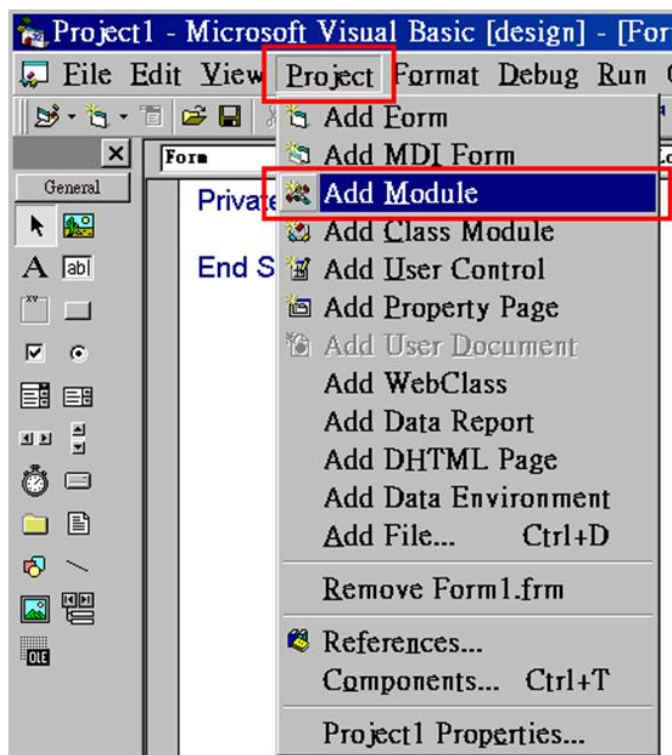 Project1 - Microsoft Visual Basic [design] - [For
File Edit View Project Format Debug Run
General
Form
Private
End S
A
abl
xv
OLE
Add Form
Add MDI Form
Add Module
Add Class Module
Add User Control
Add Property Page
Add User Document
Add WebClass
Add Data Report
Add DHTML Page
Add Data Environment
Add File... Ctrl+D
Remove Form1.frm
References...
Components... Ctrl+T
Project1 Properties...